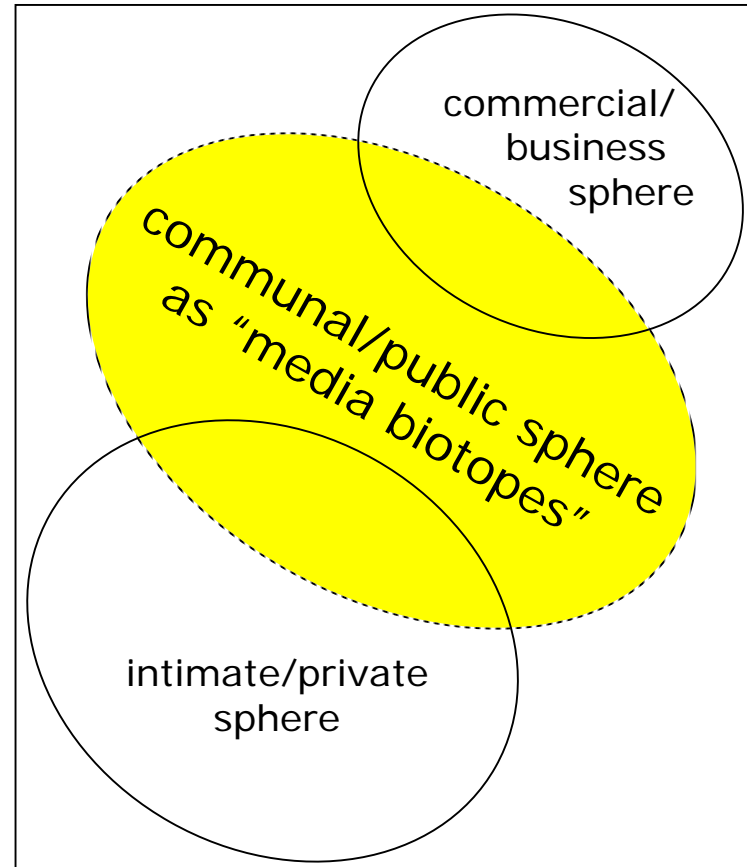 commercial/
business
sphere
communal/public sphere
as “media biotopes”
intimate/private
sphere